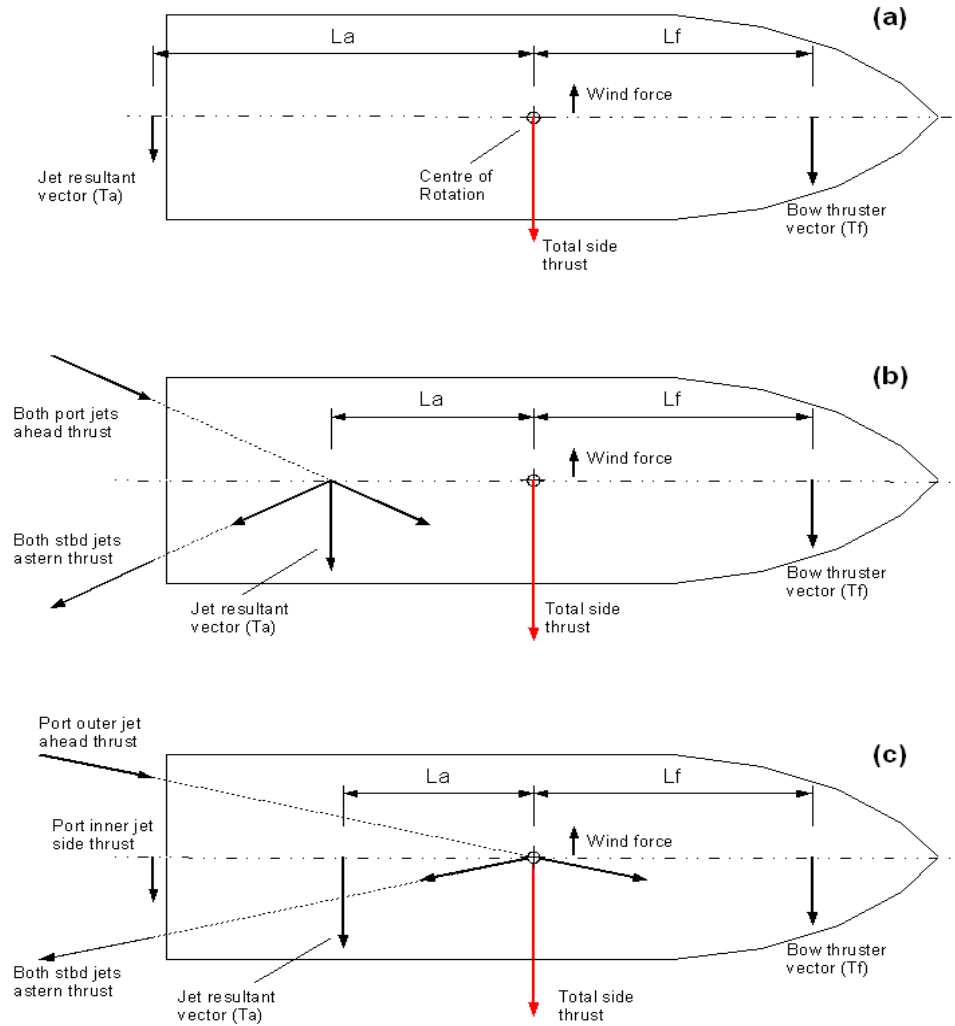 (a)
La
Lf
Wind force
Jet resultant
vector (Ta)
Centre of
Rotation
Bow thruster
vector (Tf)
Total side
thrust
(b)
La
Lf
Both port jets
ahead thrust
Wind force
Both stbd jets
astern thrust
Bow thruster
vector (Tf)
Jet resultant
vector (Ta)
Total side
thrust
Port outer jet
ahead thrust
(c)
La
Lf
Port inner jet
side thrust
Wind force
Bow thruster
vector (Tf)
Both stbd jets
astern thrust
Jet resultant
vector (Ta)
Total side
thrust